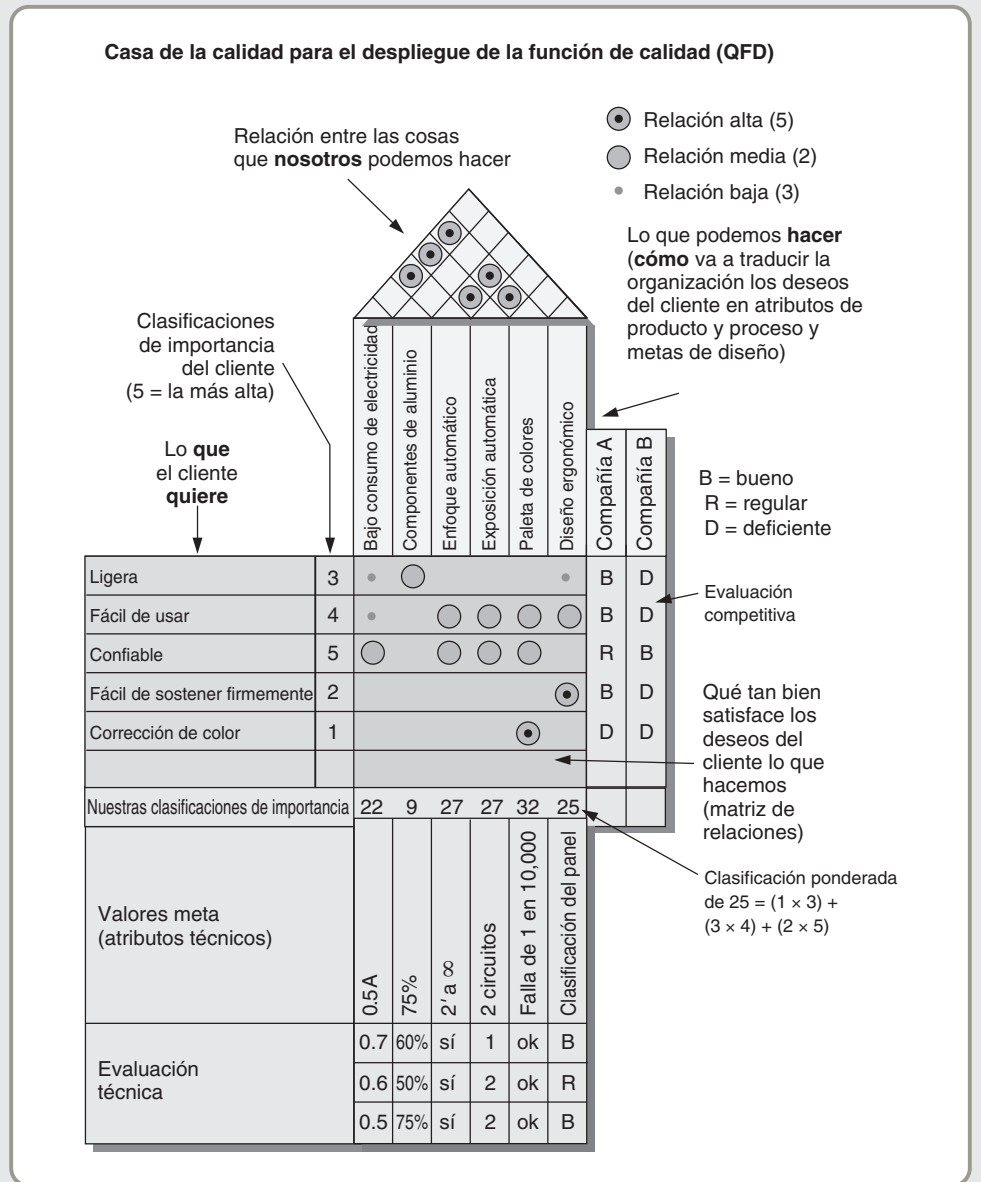 Casa de la calidad para el despliegue de la función de calidad (QFD)
Relación entre las cosas
que nosotros podemos hacer
Relación alta (5)
Relación media (2)
Relación baja (3)
Lo que podemos hacer
(cómo va a traducir la
organización los deseos
del cliente en atributos de
producto y proceso y
metas de diseño)
Clasificaciones
de importancia
del cliente
(5 = la más alta)
Lo que
el cliente
quiere
Bajo consumo de electricidad
Componentes de aluminio
Enfoque automático
Exposición automática
Paleta de colores
Diseño ergonómico
Compañía A
Compañía B
B = bueno
R = regular
D = deficiente
Ligera 3 B D
Fácil de usar 4 B D
Confiable 5 R B
Fácil de sostener firmemente 2 B D
Corrección de color 1 D D
Evaluación
competitiva
Qué tan bien
satisface los
deseos del
cliente lo que
hacemos
(matriz de
relaciones)
Nuestras clasificaciones de importancia 22 9 27 27 32 25
Clasificación ponderada
de 25 = (1 × 3) +
(3 × 4) + (2 × 5)
Valores meta
(atributos técnicos)
0.5 A
75%
2' a ∞
2 circuitos
Falla de 1 en 10,000
Clasificación del panel
Evaluación
técnica
0.7 60% sí 1 ok B
0.6 50% sí 2 ok R
0.5 75% sí 2 ok B